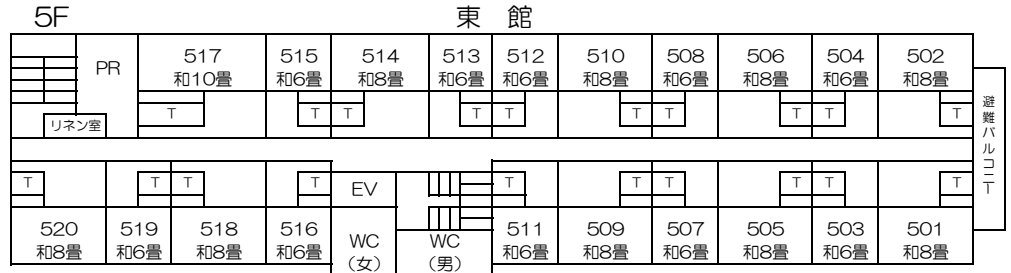 5F
東 館
PR
リネン室
517
和10畳
515
和6畳
514
和8畳
513
和6畳
512
和6畳
510
和8畳
508
和6畳
506
和8畳
504
和6畳
502
和8畳
T
T
T
T
T
T
T
T
T
T
避難バルコニー
T
T
T
T
EV
T
T
T
T
T
T
520
和8畳
519
和6畳
518
和8畳
516
和6畳
WC
（女）
WC
（男）
511
和6畳
509
和8畳
507
和6畳
505
和8畳
503
和6畳
501
和8畳